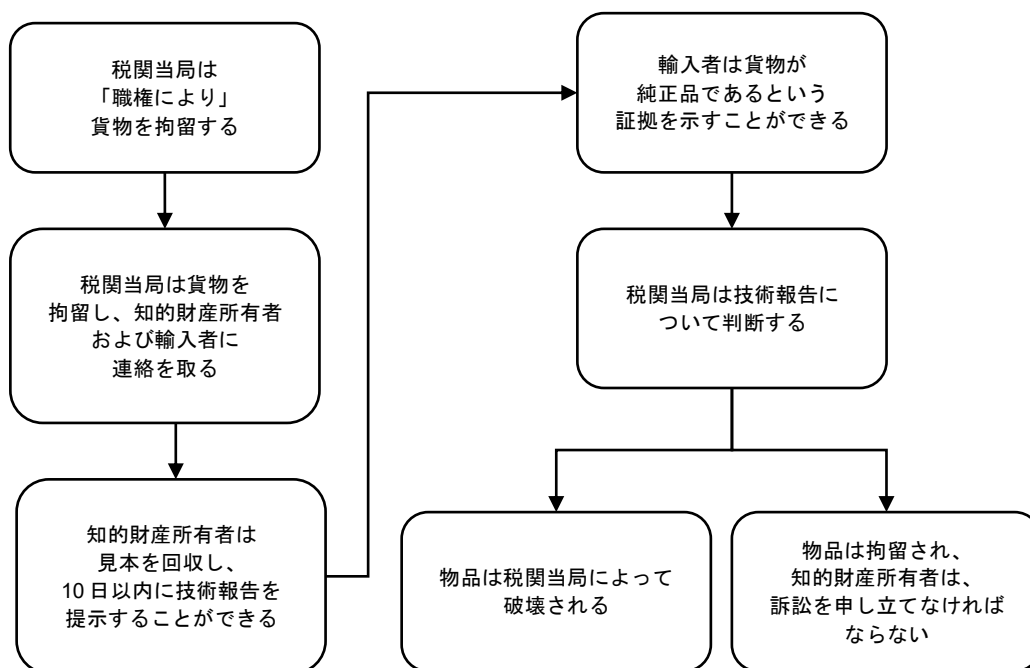 税関当局は
「職権により」
貨物を拘留する
税関当局は貨物を
拘留し、知的財産所有者
および輸入者に
連絡を取る
知的財産所有者は
見本を回収し、
10日以内に技術報告を
提示することができる
輸入者は貨物が
純正品であるという
証拠を示すことができる
税関当局は技術報告に
ついて判断する
物品は税関当局によって
破壊される
物品は拘留され、
知的財産所有者は、
訴訟を申し立てなければ
ならない